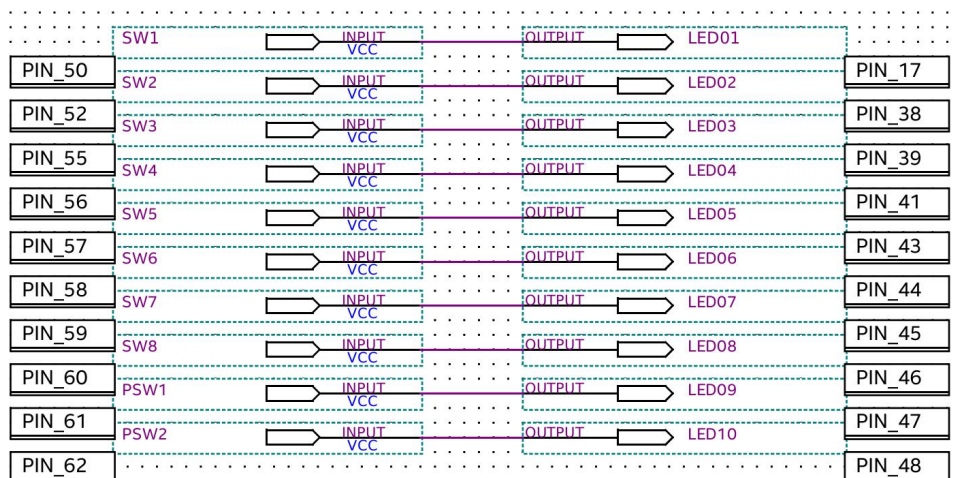 SW1 INPUT VCC OUTPUT LED01
PIN_50 PIN_17
SW2 INPUT VCC OUTPUT LED02
PIN_52 PIN_38
SW3 INPUT VCC OUTPUT LED03
PIN_55 PIN_39
SW4 INPUT VCC OUTPUT LED04
PIN_56 PIN_41
SW5 INPUT VCC OUTPUT LED05
PIN_57 PIN_43
SW6 INPUT VCC OUTPUT LED06
PIN_58 PIN_44
SW7 INPUT VCC OUTPUT LED07
PIN_59 PIN_45
SW8 INPUT VCC OUTPUT LED08
PIN_60 PIN_46
PSW1 INPUT VCC OUTPUT LED09
PIN_61 PIN_47
PSW2 INPUT VCC OUTPUT LED10
PIN_62 PIN_48